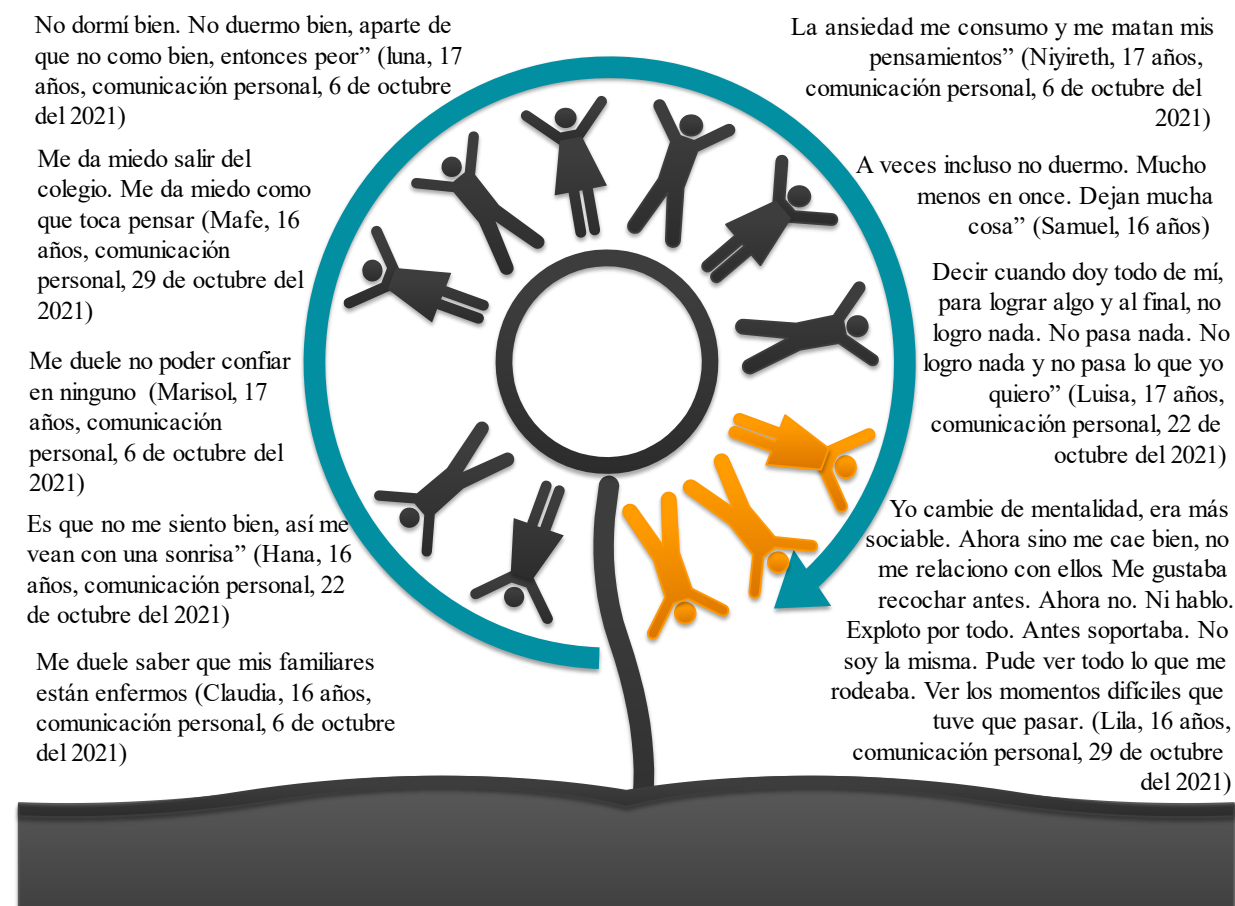 No dormí bien. No duermo bien, aparte de
que no como bien, entonces peor” (luna, 17
años, comunicación personal, 6 de octubre
del 2021)
Me da miedo salir del
colegio. Me da miedo como
que toca pensar (Mafe, 16
años, comunicación
personal, 29 de octubre del
2021)
Me duele no poder confiar
en ninguno (Marisol, 17
años, comunicación
personal, 6 de octubre del
2021)
Es que no me siento bien, así me
vean con una sonrisa” (Hana, 16
años, comunicación personal, 22
de octubre del 2021)
Me duele saber que mis familiares
están enfermos (Claudia, 16 años,
comunicación personal, 6 de octubre
del 2021)
La ansiedad me consumo y me matan mis
pensamientos” (Niyireth, 17 años,
comunicación personal, 6 de octubre del
2021)
A veces incluso no duermo. Mucho
menos en once. Dejan mucha
cosa” (Samuel, 16 años)
Decir cuando doy todo de mí,
para lograr algo y al final, no
logro nada. No pasa nada. No
logro nada y no pasa lo que yo
quiero” (Luisa, 17 años,
comunicación personal, 22 de
octubre del 2021)
Yo cambie de mentalidad, era más
sociable. Ahora sino me cae bien, no
me relaciono con ellos. Me gustaba
recochar antes. Ahora no. Ni hablo.
Exploto por todo. Antes soportaba. No
soy la misma. Pude ver todo lo que me
rodeaba. Ver los momentos difíciles que
tuve que pasar. (Lila, 16 años,
comunicación personal, 29 de octubre
del 2021)